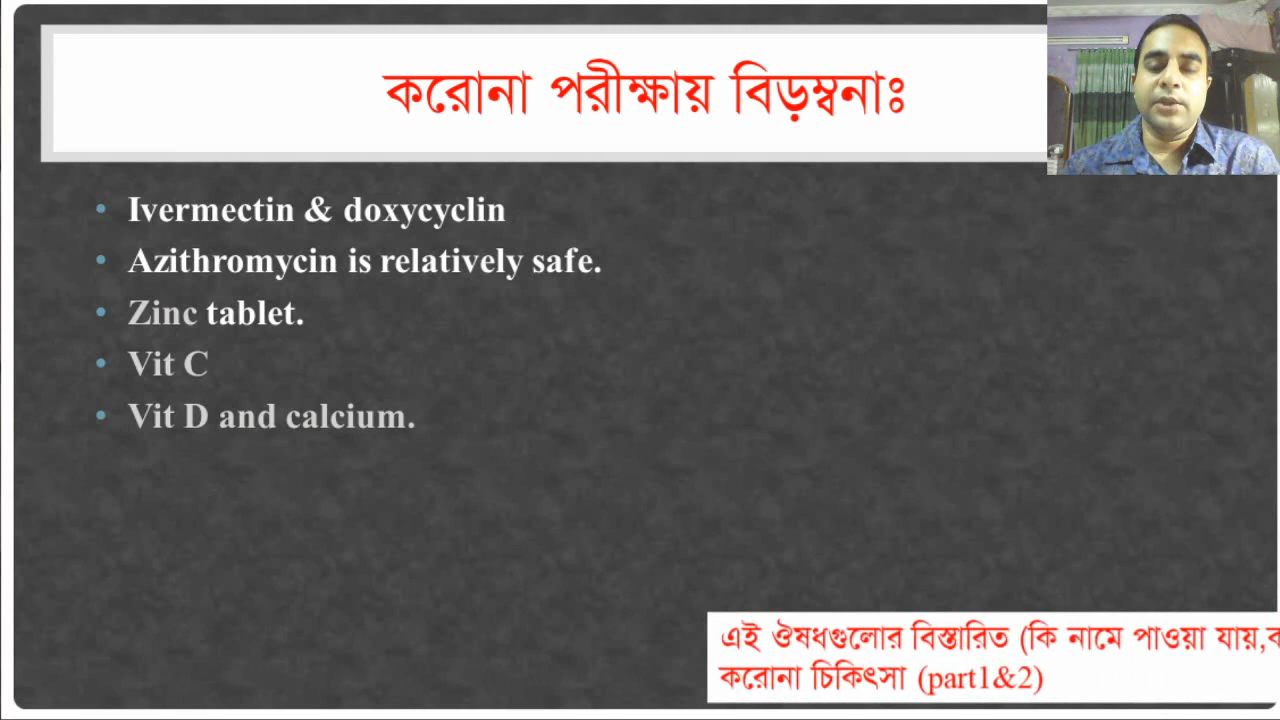 করোনা পরীক্ষায় বিড়ম্বনাঃ
Ivermectin & doxycyclin
Azithromycin is relatively safe.
Zinc tablet.
Vit C
Vit D and calcium.
এই ঔষধগুলোর বিস্তারিত (কি নামে পাওয়া যায়,
করোনা চিকিৎসা (part1&2)